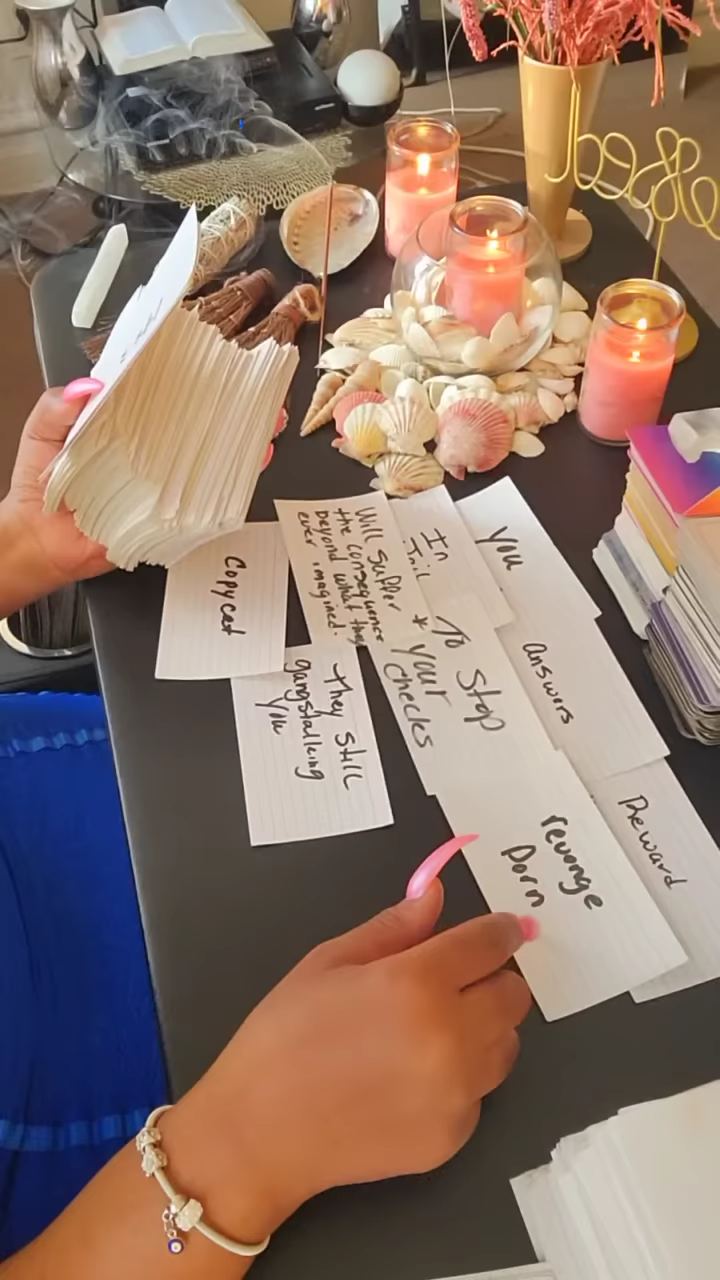 You
In
Jail
Will Suffer
the consequences
beyond what they
ever imagined.
Copycat
answers
To Stop
* Your
checks
They still
gangstalking
You
Reward
revenge
Porn